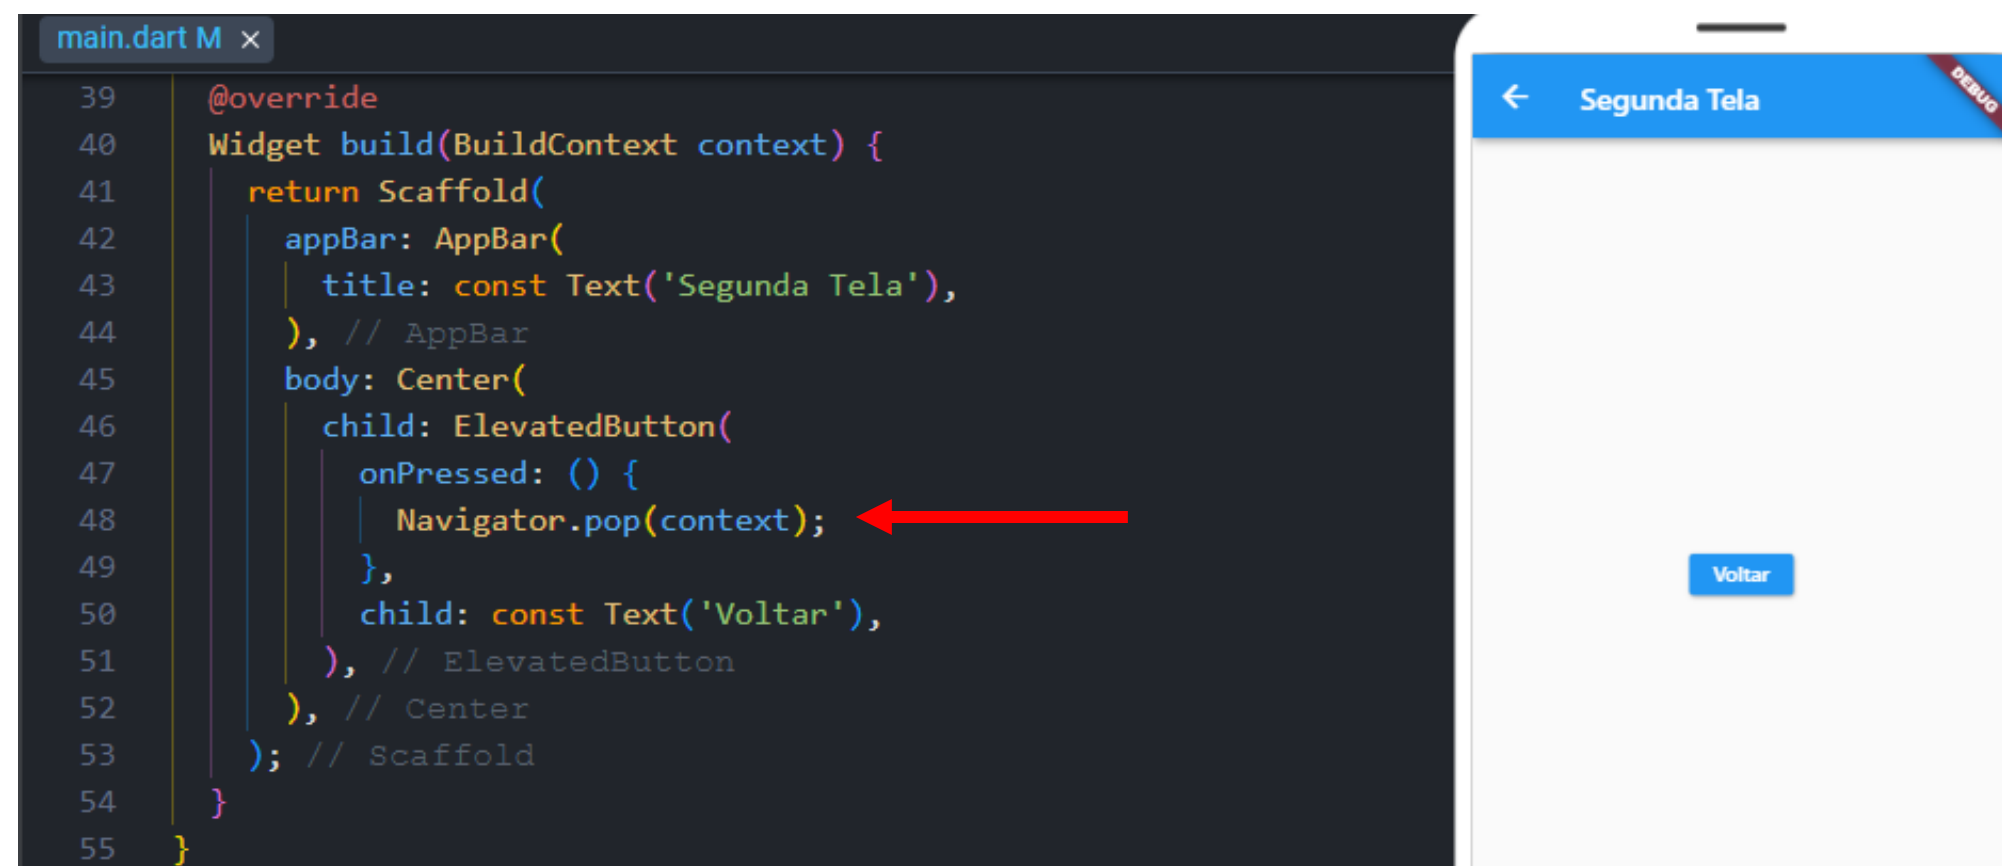 main.dart M ×
39 @override
40 Widget build(BuildContext context) {
41 return Scaffold(
42 appBar: AppBar(
43 title: const Text('Segunda Tela'),
44 ), // AppBar
45 body: Center(
46 child: ElevatedButton(
47 onPressed: () {
48 Navigator.pop(context);
49 },
50 child: const Text('Voltar'),
51 ), // ElevatedButton
52 ), // Center
53 ); // Scaffold
54 }
55 }
Segunda Tela
DEBUG
Voltar